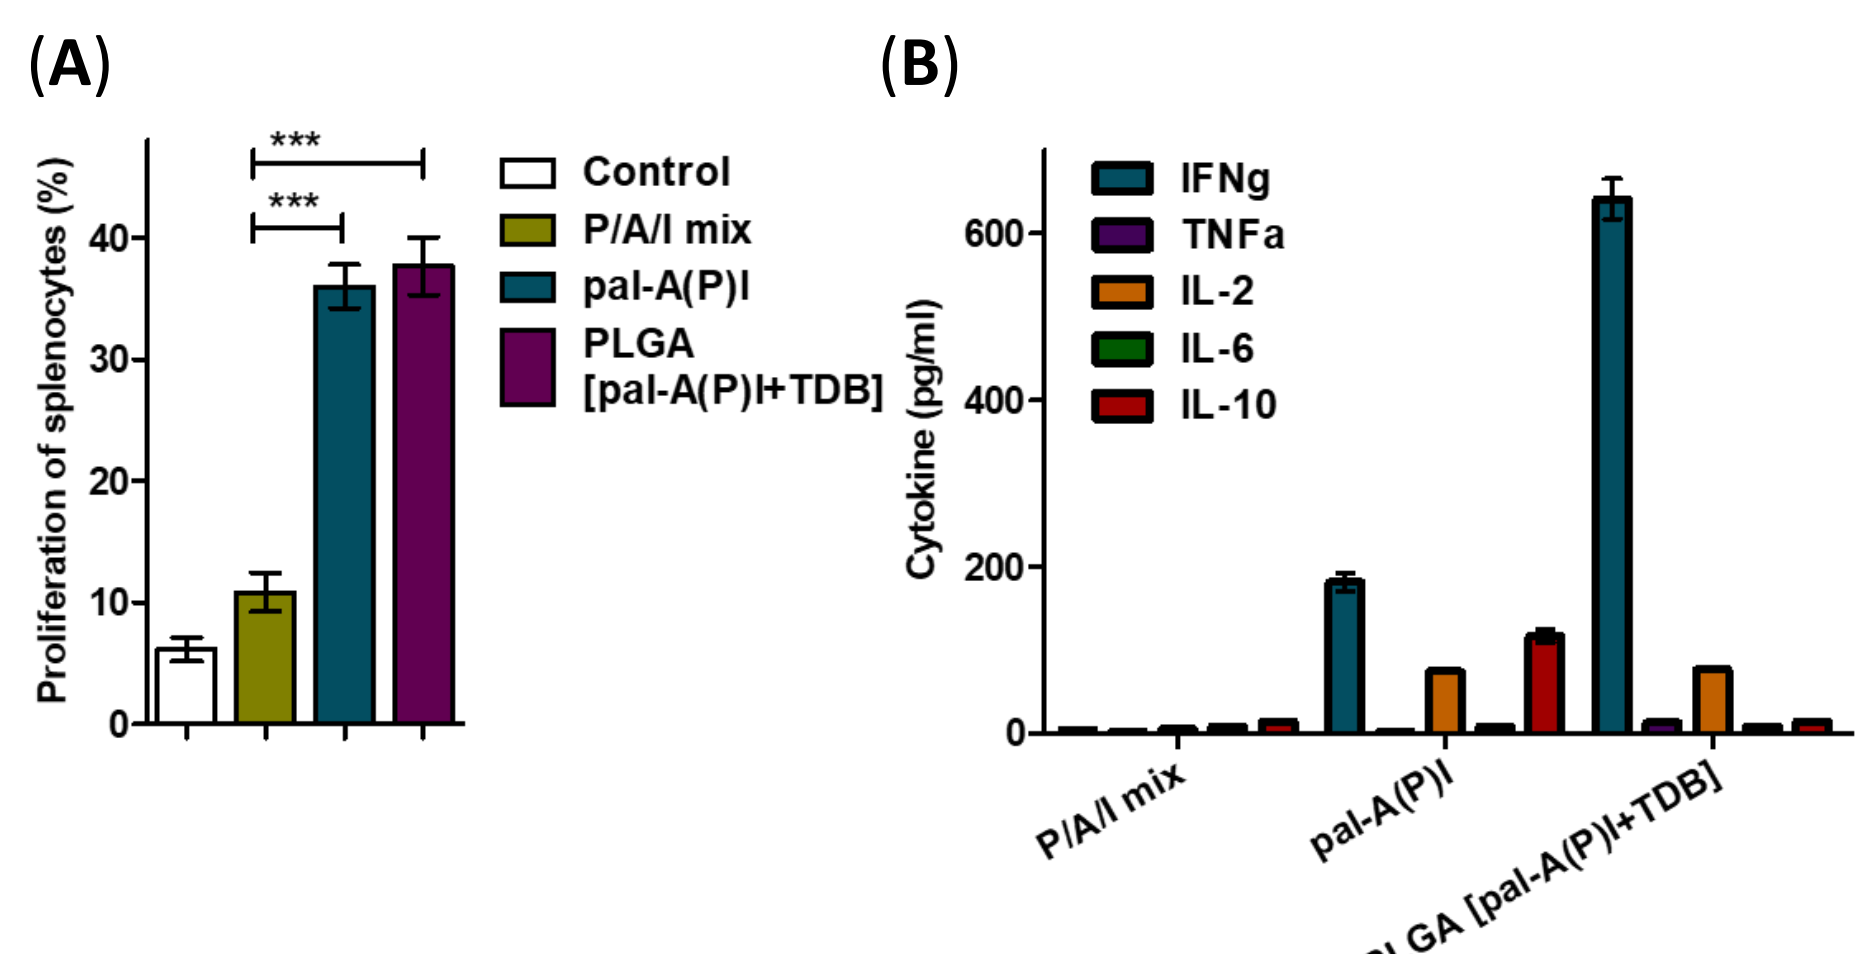 (A)
Proliferation of splenocytes (%)
40
30
20
10
0
***
***
Control
P/A/I mix
pal-A(P)I
PLGA
[pal-A(P)I+TDB]
(B)
Cytokine (pg/ml)
600
400
200
0
IFNg
TNFa
IL-2
IL-6
IL-10
P/A/I mix
pal-A(P)I
PLGA [pal-A(P)I+TDB]